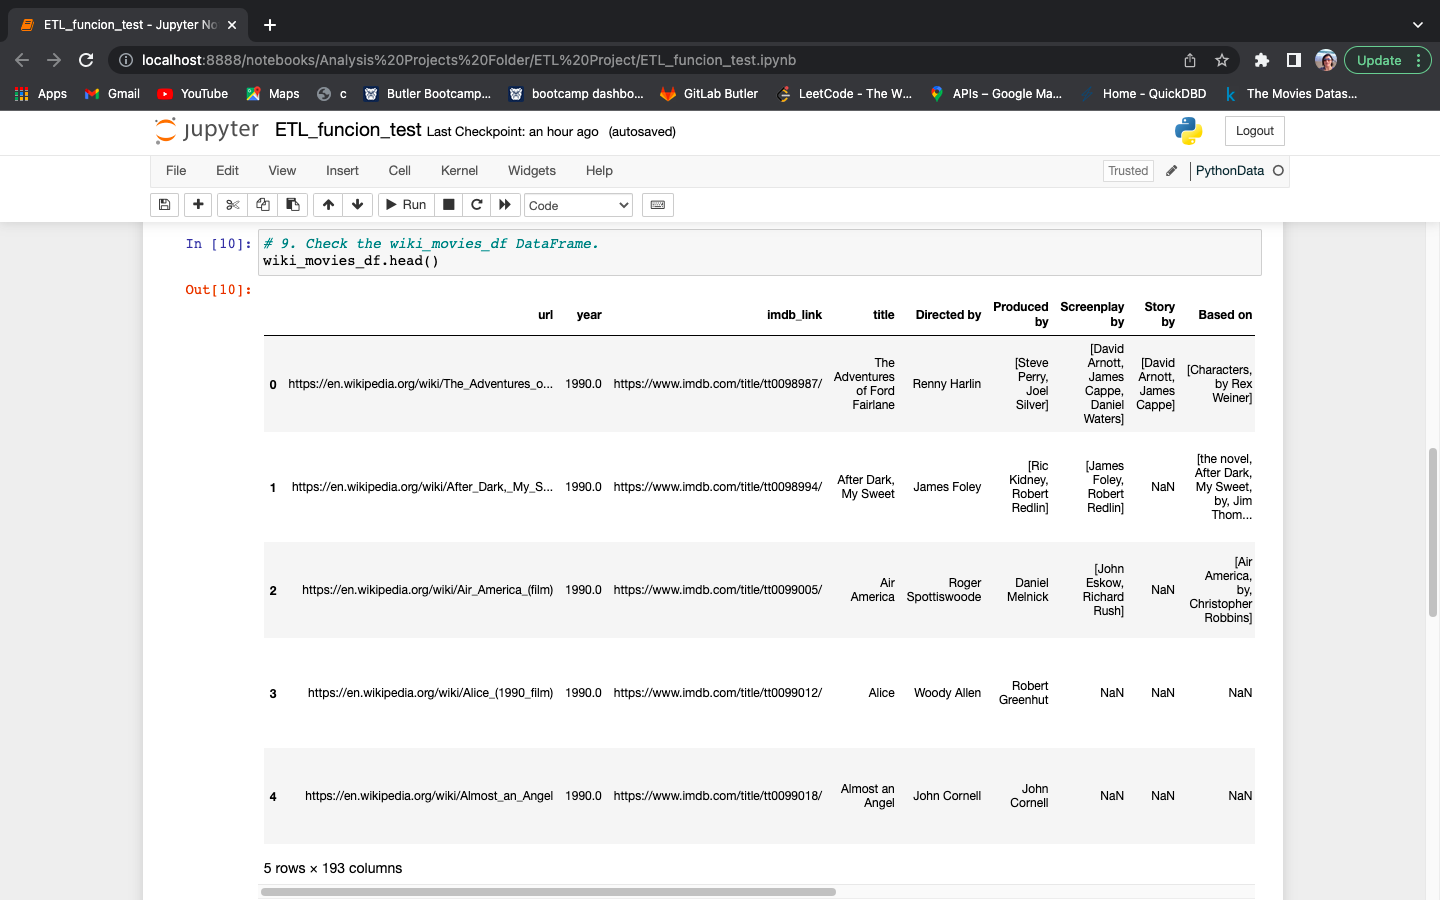 ETL_funcion_test - Jupyter No
localhost:8888/notebooks/Analysis%20Projects%20Folder/ETL%20Project/ETL_funcion_test.ipynb
Update
Apps Gmail YouTube Maps c Butler Bootcamp... bootcamp dashbo... GitLab Butler LeetCode - The W... APIs – Google Ma... Home - QuickDBD k The Movies Datas...
jupyter ETL_funcion_test Last Checkpoint: an hour ago (autosaved)
Logout
File Edit View Insert Cell Kernel Widgets Help
Trusted PythonData
Run Code
In [10]: # 9. Check the wiki_movies_df DataFrame.
wiki_movies_df.head()
Out[10]:
url year imdb_link title Directed by Produced by Screenplay by Story by Based on
0 https://en.wikipedia.org/wiki/The_Adventures_o... 1990.0 https://www.imdb.com/title/tt0098987/ The Adventures of Ford Fairlane Renny Harlin [Steve Perry, Joel Silver] [David Arnott, James Cappe, Daniel Waters] [David Arnott, James Cappe] [Characters, by Rex Weiner]
1 https://en.wikipedia.org/wiki/After_Dark,_My_S... 1990.0 https://www.imdb.com/title/tt0098994/ After Dark, My Sweet James Foley [Ric Kidney, Robert Redlin] [James Foley, Robert Redlin] NaN [the novel, After Dark, My Sweet, by, Jim Thom...
2 https://en.wikipedia.org/wiki/Air_America_(film) 1990.0 https://www.imdb.com/title/tt0099005/ Air America Roger Spottiswoode Daniel Melnick [John Eskow, Richard Rush] NaN [Air America, by, Christopher Robbins]
3 https://en.wikipedia.org/wiki/Alice_(1990_film) 1990.0 https://www.imdb.com/title/tt0099012/ Alice Woody Allen Robert Greenhut NaN NaN NaN
4 https://en.wikipedia.org/wiki/Almost_an_Angel 1990.0 https://www.imdb.com/title/tt0099018/ Almost an Angel John Cornell John Cornell NaN NaN NaN
5 rows × 193 columns